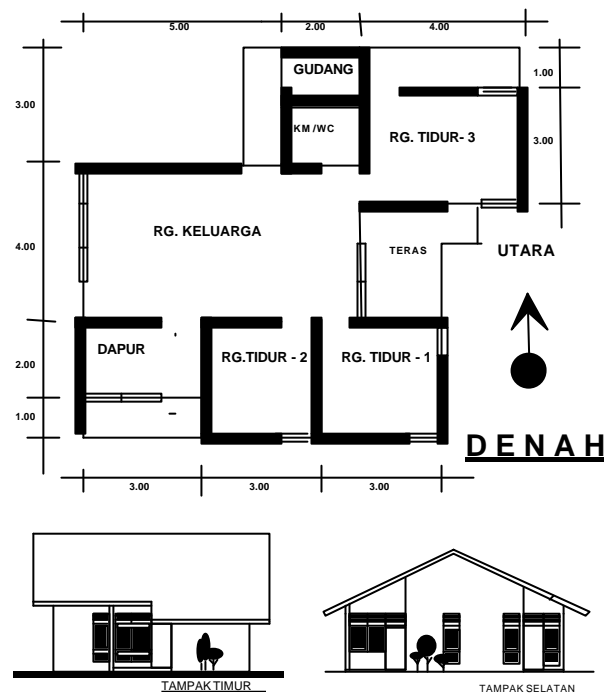 5.00
2.00
4.00
GUDANG
1.00
3.00
KM /WC
RG. TIDUR- 3
3.00
RG. KELUARGA
TERAS
UTARA
4.00
DAPUR
RG.TIDUR - 2
RG. TIDUR - 1
2.00
1.00
D E N A H
3.00
3.00
3.00
TAMPAK TIMUR
TAMPAK SELATAN